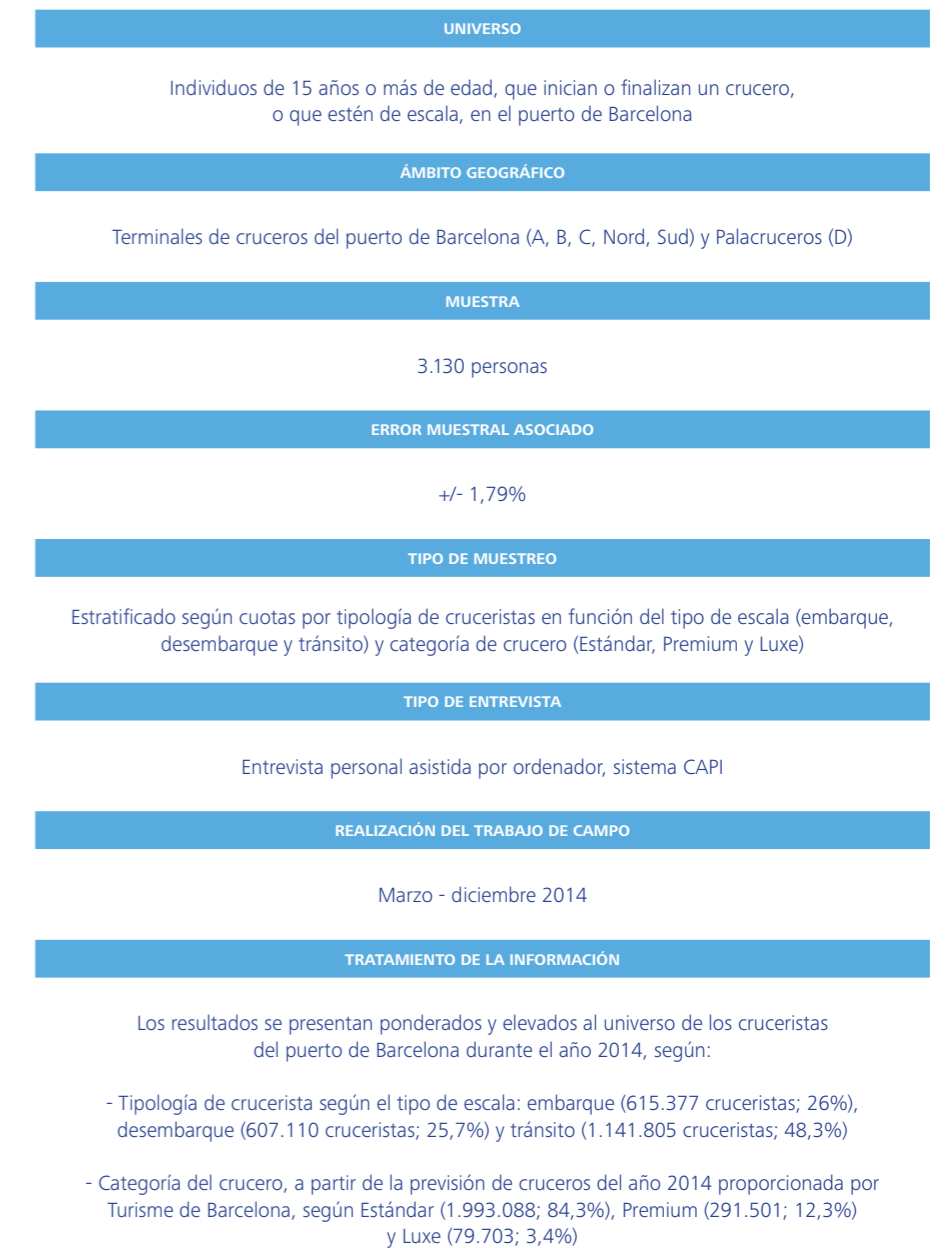 UNIVERSO
Individuos de 15 años o más de edad, que inician o finalizan un crucero,
o que estén de escala, en el puerto de Barcelona
ÁMBITO GEOGRÁFICO
Terminales de cruceros del puerto de Barcelona (A, B, C, Nord, Sud) y Palacruceros (D)
MUESTRA
3.130 personas
ERROR MUESTRAL ASOCIADO
+/- 1,79%
TIPO DE MUESTREO
Estratificado según cuotas por tipología de cruceristas en función del tipo de escala (embarque,
desembarque y tránsito) y categoría de crucero (Estándar, Premium y Luxe)
TIPO DE ENTREVISTA
Entrevista personal asistida por ordenador, sistema CAPI
REALIZACIÓN DEL TRABAJO DE CAMPO
Marzo - diciembre 2014
TRATAMIENTO DE LA INFORMACIÓN
Los resultados se presentan ponderados y elevados al universo de los cruceristas
del puerto de Barcelona durante el año 2014, según:
- Tipología de crucerista según el tipo de escala: embarque (615.377 cruceristas; 26%),
desembarque (607.110 cruceristas; 25,7%) y tránsito (1.141.805 cruceristas; 48,3%)
- Categoría del crucero, a partir de la previsión de cruceros del año 2014 proporcionada por
Turisme de Barcelona, según Estándar (1.993.088; 84,3%), Premium (291.501; 12,3%)
y Luxe (79.703; 3,4%)